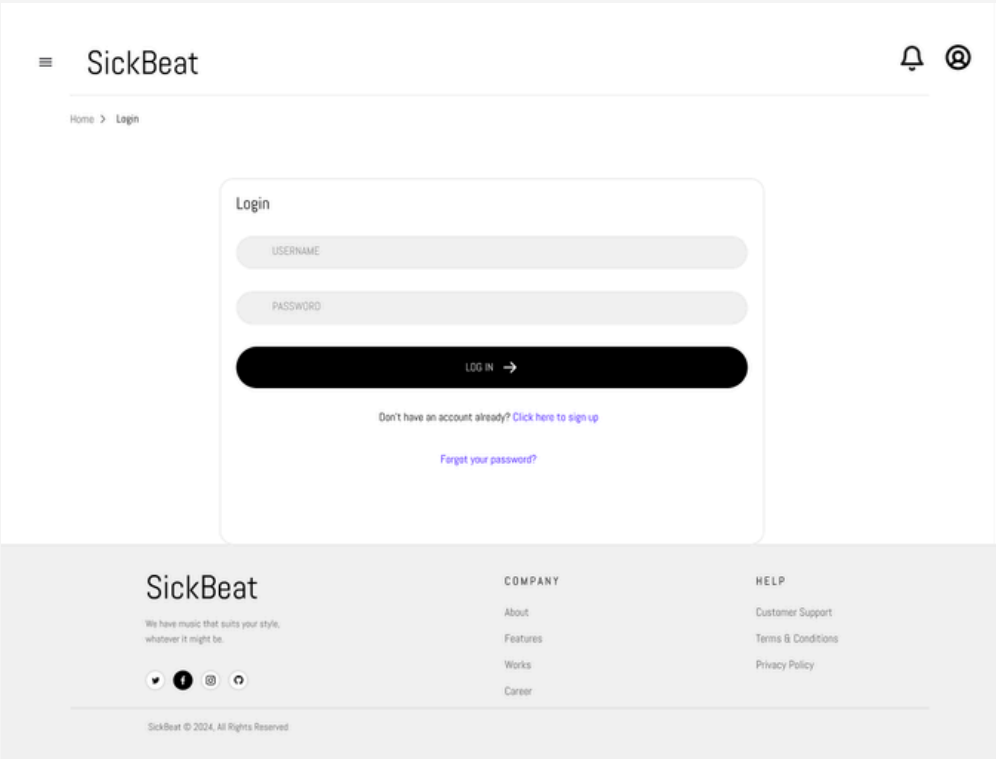 SickBeat
Home > Login
Login
USERNAME
PASSWORD
LOG IN →
Don't have an account already? Click here to sign up
Forgot your password?
SickBeat
We have music that suits your style,
whatever it might be.
COMPANY
About
Features
Works
Career
HELP
Customer Support
Terms & Conditions
Privacy Policy
SickBeat © 2024, All Rights Reserved